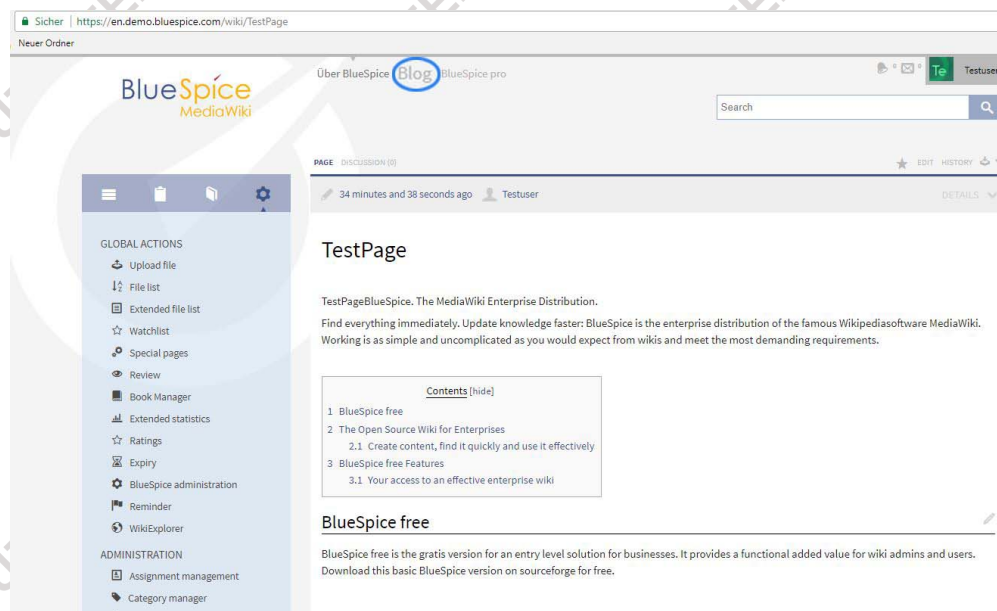 Sicher | https://en.demo.bluespice.com/wiki/TestPage
Neuer Ordner
BlueSpice
MediaWiki
Über BlueSpice Blog BlueSpice pro
Te Testuser
Search
PAGE DISCUSSION (0)
EDIT HISTORY
34 minutes and 38 seconds ago Testuser
DETAILS
GLOBAL ACTIONS
Upload file
File list
Extended file list
Watchlist
Special pages
Review
Book Manager
Extended statistics
Ratings
Expiry
BlueSpice administration
Reminder
WikiExplorer
ADMINISTRATION
Assignment management
Category manager
TestPage
TestPageBlueSpice. The MediaWiki Enterprise Distribution.
Find everything immediately. Update knowledge faster: BlueSpice is the enterprise distribution of the famous Wikipediasoftware MediaWiki.
Working is as simple and uncomplicated as you would expect from wikis and meet the most demanding requirements.
Contents [hide]
1 BlueSpice free
2 The Open Source Wiki for Enterprises
2.1 Create content, find it quickly and use it effectively
3 BlueSpice free Features
3.1 Your access to an effective enterprise wiki
BlueSpice free
BlueSpice free is the gratis version for an entry level solution for businesses. It provides a functional added value for wiki admins and users.
Download this basic BlueSpice version on sourceforge for free.